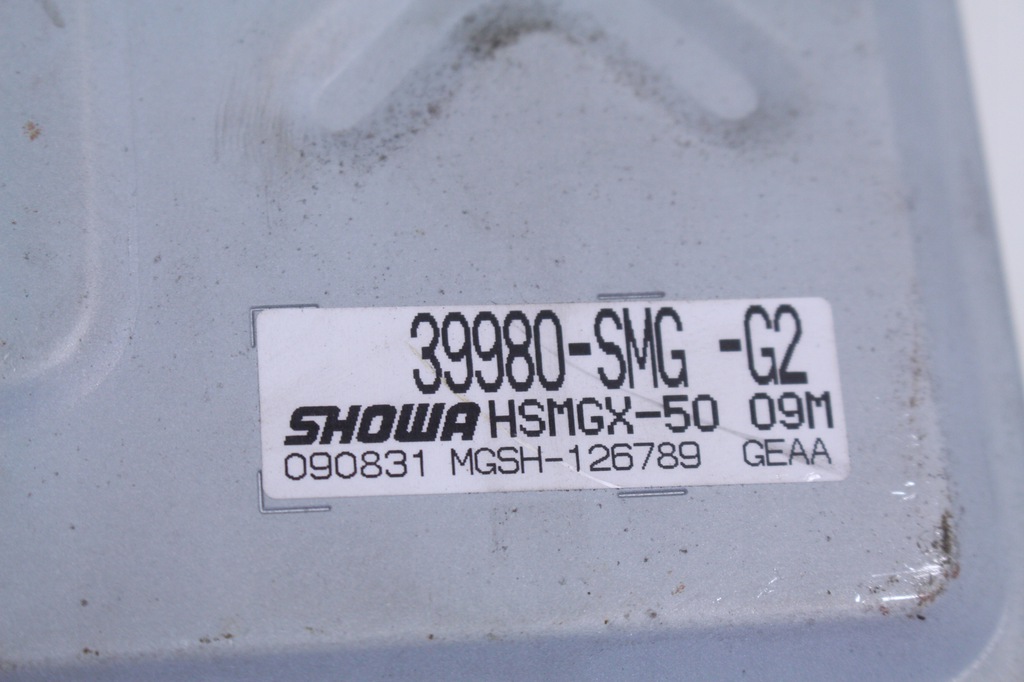 39980-SMG -G2
SHOWA HSMGX-50 09M
090831 MGSH-126789 GEAA